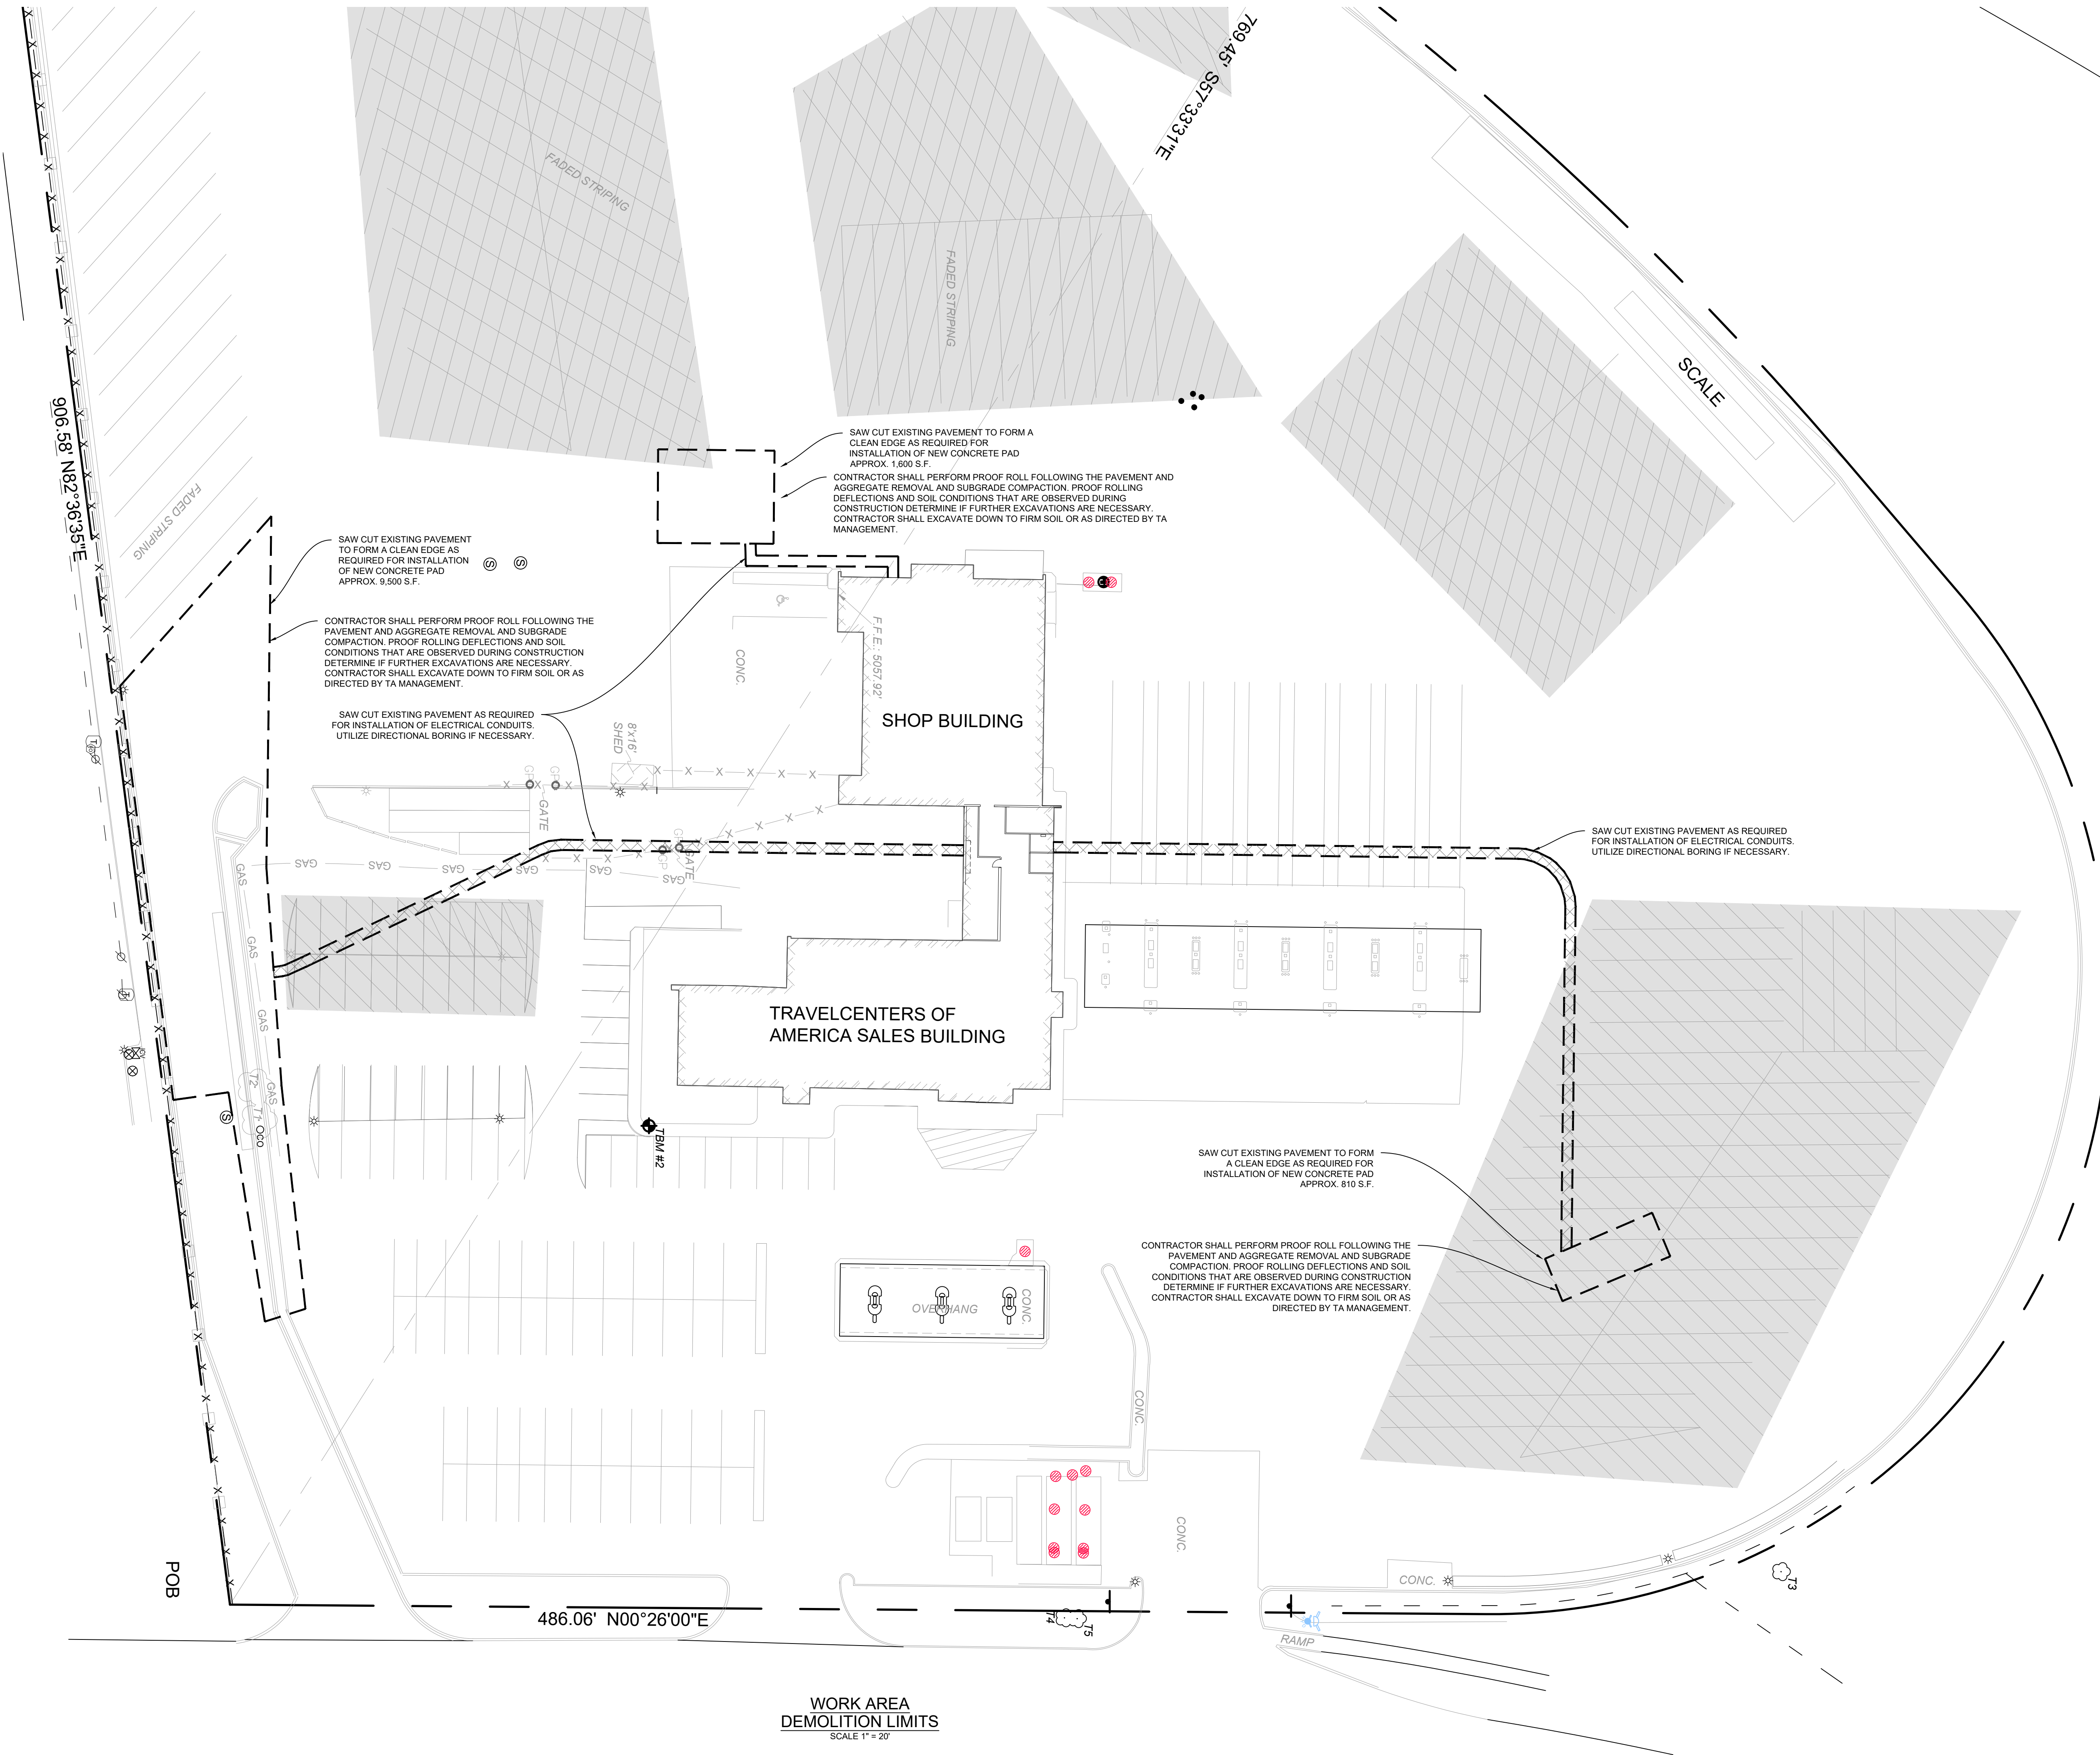 769.45' S57°33'31"E
FADED STRIPING
FADED STRIPING
SCALE
906.58' N82°36'35"E
FADED STRIPING
SAW CUT EXISTING PAVEMENT TO FORM A
CLEAN EDGE AS REQUIRED FOR
INSTALLATION OF NEW CONCRETE PAD
APPROX. 1,600 S.F.
CONTRACTOR SHALL PERFORM PROOF ROLL FOLLOWING THE PAVEMENT AND
AGGREGATE REMOVAL AND SUBGRADE COMPACTION. PROOF ROLLING
DEFLECTIONS AND SOIL CONDITIONS THAT ARE OBSERVED DURING
CONSTRUCTION DETERMINE IF FURTHER EXCAVATIONS ARE NECESSARY.
CONTRACTOR SHALL EXCAVATE DOWN TO FIRM SOIL OR AS DIRECTED BY TA
MANAGEMENT.
SAW CUT EXISTING PAVEMENT
TO FORM A CLEAN EDGE AS
REQUIRED FOR INSTALLATION
OF NEW CONCRETE PAD
APPROX. 9,500 S.F.
S
S
CONTRACTOR SHALL PERFORM PROOF ROLL FOLLOWING THE
PAVEMENT AND AGGREGATE REMOVAL AND SUBGRADE
COMPACTION. PROOF ROLLING DEFLECTIONS AND SOIL
CONDITIONS THAT ARE OBSERVED DURING CONSTRUCTION
DETERMINE IF FURTHER EXCAVATIONS ARE NECESSARY.
CONTRACTOR SHALL EXCAVATE DOWN TO FIRM SOIL OR AS
DIRECTED BY TA MANAGEMENT.
SAW CUT EXISTING PAVEMENT AS REQUIRED
FOR INSTALLATION OF ELECTRICAL CONDUITS.
UTILIZE DIRECTIONAL BORING IF NECESSARY.
CONC.
F.F.E.: 5057.92'
SHOP BUILDING
8'x16'
SHED
GP
GP
GATE
GP
GP
GATE
GAS
GAS
GAS
GAS
GAS
GAS
GAS
GAS
GAS
GAS
SAW CUT EXISTING PAVEMENT AS REQUIRED
FOR INSTALLATION OF ELECTRICAL CONDUITS.
UTILIZE DIRECTIONAL BORING IF NECESSARY.
TRAVELCENTERS OF
AMERICA SALES BUILDING
T2
T1
OCO
S
TBM #2
SAW CUT EXISTING PAVEMENT TO FORM
A CLEAN EDGE AS REQUIRED FOR
INSTALLATION OF NEW CONCRETE PAD
APPROX. 810 S.F.
CONTRACTOR SHALL PERFORM PROOF ROLL FOLLOWING THE
PAVEMENT AND AGGREGATE REMOVAL AND SUBGRADE
COMPACTION. PROOF ROLLING DEFLECTIONS AND SOIL
CONDITIONS THAT ARE OBSERVED DURING CONSTRUCTION
DETERMINE IF FURTHER EXCAVATIONS ARE NECESSARY.
CONTRACTOR SHALL EXCAVATE DOWN TO FIRM SOIL OR AS
DIRECTED BY TA MANAGEMENT.
OVERHANG
CONC.
CONC.
CONC.
CONC.
POB
486.06' N00°26'00"E
T4
T5
T3
RAMP
WORK AREA
DEMOLITION LIMITS
SCALE 1" = 20'